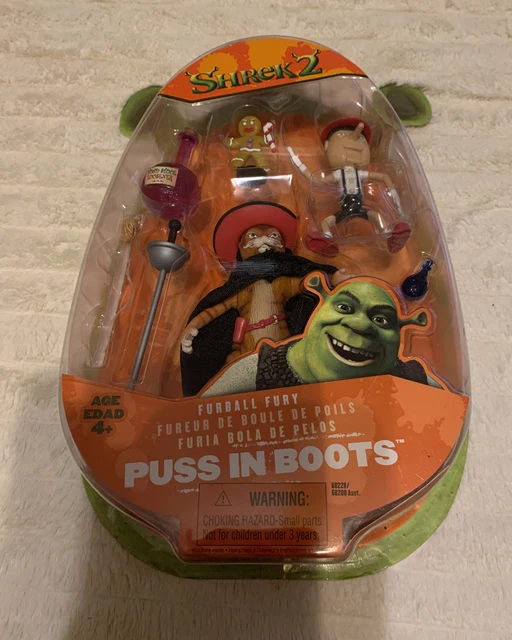 SHREK 2
AGE
EDAD
4+
FURBALL FURY
FUREUR DE BOULE DE POILS
FURIA BOLA DE PELOS
PUSS IN BOOTS™
WARNING:
CHOKING HAZARD-Small parts
Not for children under 3 years.